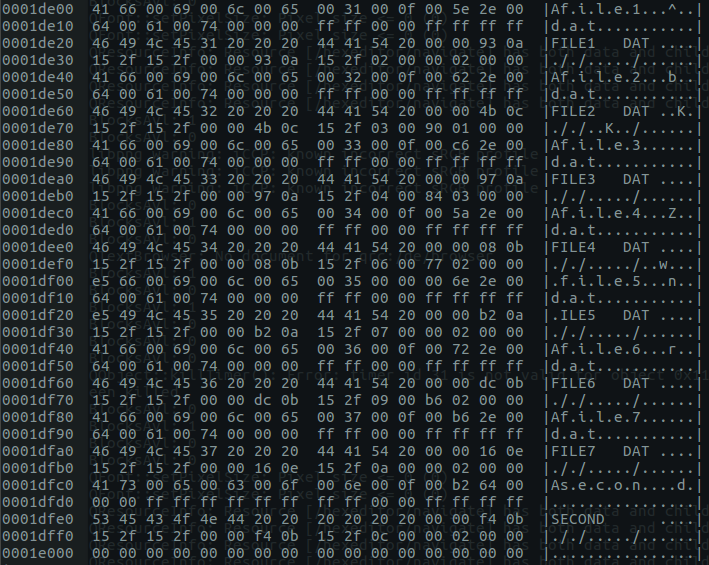 0001de00 41 66 00 69 00 6c 00 65 00 31 00 0f 00 5e 2e 00 |Af.i.l.e.1...^..|
0001de10 64 00 61 00 74 00 00 00 ff ff 00 00 ff ff ff ff |d.a.t...........|
0001de20 46 49 4c 45 31 20 20 20 44 41 54 20 00 00 93 0a |FILE1   DAT ....|
0001de30 15 2f 15 2f 00 00 93 0a 15 2f 02 00 00 02 00 00 |././...../......|
0001de40 41 66 00 69 00 6c 00 65 00 32 00 0f 00 62 2e 00 |Af.i.l.e.2...b..|
0001de50 64 00 61 00 74 00 00 00 ff ff 00 00 ff ff ff ff |d.a.t...........|
0001de60 46 49 4c 45 32 20 20 20 44 41 54 20 00 00 4b 0c |FILE2   DAT ..K.|
0001de70 15 2f 15 2f 00 00 4b 0c 15 2f 03 00 90 01 00 00 |././..K../......|
0001de80 41 66 00 69 00 6c 00 65 00 33 00 0f 00 c6 2e 00 |Af.i.l.e.3......|
0001de90 64 00 61 00 74 00 00 00 ff ff 00 00 ff ff ff ff |d.a.t...........|
0001dea0 46 49 4c 45 33 20 20 20 44 41 54 20 00 00 97 0a |FILE3   DAT ....|
0001deb0 15 2f 15 2f 00 00 97 0a 15 2f 04 00 84 03 00 00 |././...../......|
0001dec0 41 66 00 69 00 6c 00 65 00 34 00 0f 00 5a 2e 00 |Af.i.l.e.4...Z..|
0001ded0 64 00 61 00 74 00 00 00 ff ff 00 00 ff ff ff ff |d.a.t...........|
0001dee0 46 49 4c 45 34 20 20 20 44 41 54 20 00 00 08 0b |FILE4   DAT ....|
0001def0 15 2f 15 2f 00 00 08 0b 15 2f 06 00 77 02 00 00 |././...../..w...|
0001df00 e5 66 00 69 00 6c 00 65 00 35 00 0f 00 6e 2e 00 |.f.i.l.e.5...n..|
0001df10 64 00 61 00 74 00 00 00 ff ff 00 00 ff ff ff ff |d.a.t...........|
0001df20 e5 49 4c 45 35 20 20 20 44 41 54 20 00 00 b2 0a |.ILE5   DAT ....|
0001df30 15 2f 15 2f 00 00 b2 0a 15 2f 07 00 00 02 00 00 |././...../......|
0001df40 41 66 00 69 00 6c 00 65 00 36 00 0f 00 72 2e 00 |Af.i.l.e.6...r..|
0001df50 64 00 61 00 74 00 00 00 ff ff 00 00 ff ff ff ff |d.a.t...........|
0001df60 46 49 4c 45 36 20 20 20 44 41 54 20 00 00 dc 0b |FILE6   DAT ....|
0001df70 15 2f 15 2f 00 00 dc 0b 15 2f 09 00 b6 02 00 00 |././...../......|
0001df80 41 66 00 69 00 6c 00 65 00 37 00 0f 00 b6 2e 00 |Af.i.l.e.7......|
0001df90 64 00 61 00 74 00 00 00 ff ff 00 00 ff ff ff ff |d.a.t...........|
0001dfa0 46 49 4c 45 37 20 20 20 44 41 54 20 00 00 16 0e |FILE7   DAT ....|
0001dfb0 15 2f 15 2f 00 00 16 0e 15 2f 0a 00 00 02 00 00 |././...../......|
0001dfc0 41 73 00 65 00 63 00 6f 00 6e 00 0f 00 b2 64 00 |As.e.c.o.n....d.|
0001dfd0 00 00 ff ff ff ff ff ff ff ff 00 00 ff ff ff ff |................|
0001dfe0 53 45 43 4f 4e 44 20 20 20 20 20 20 00 00 f4 0b |SECOND      ....|
0001dff0 15 2f 15 2f 00 00 f4 0b 15 2f 0c 00 00 02 00 00 |././...../......|
0001e000 00 00 00 00 00 00 00 00 00 00 00 00 00 00 00 00 |................|